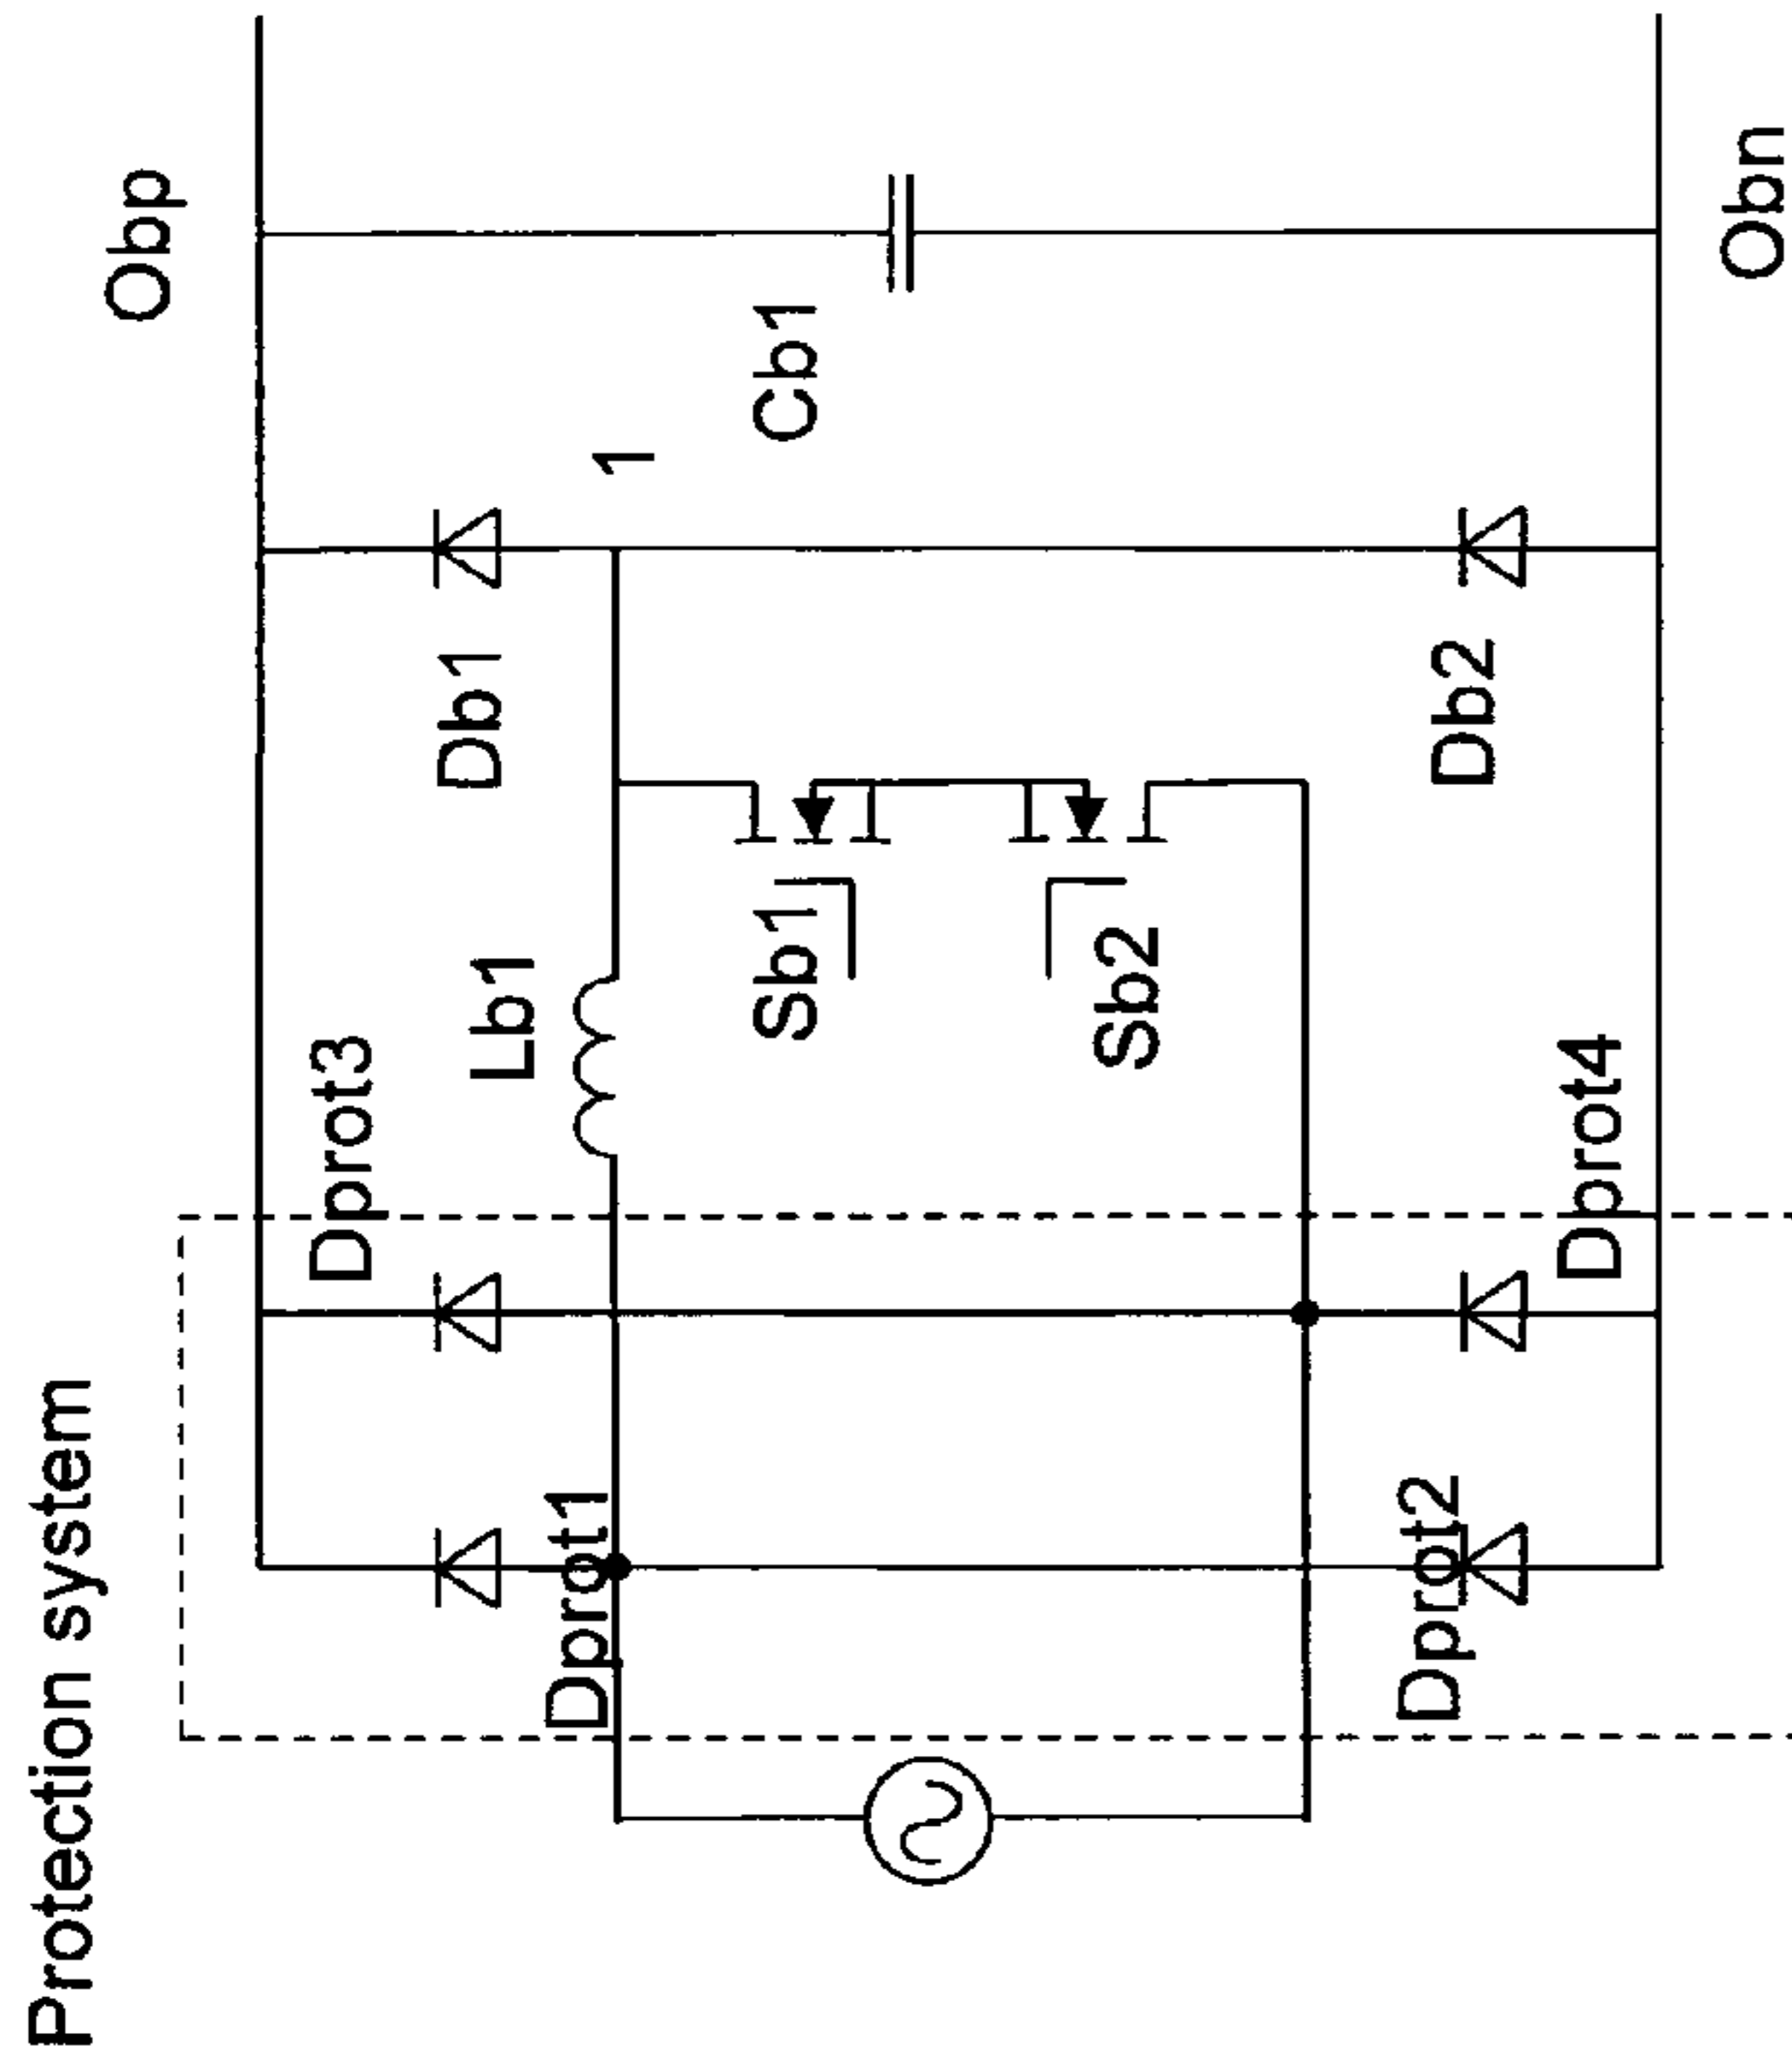 Protection system
Obp
Dprot3
Db1
Lb1
Dprot1
1
Sb1
Cb1
Sb2
Dprot2
Db2
Dprot4
Obn